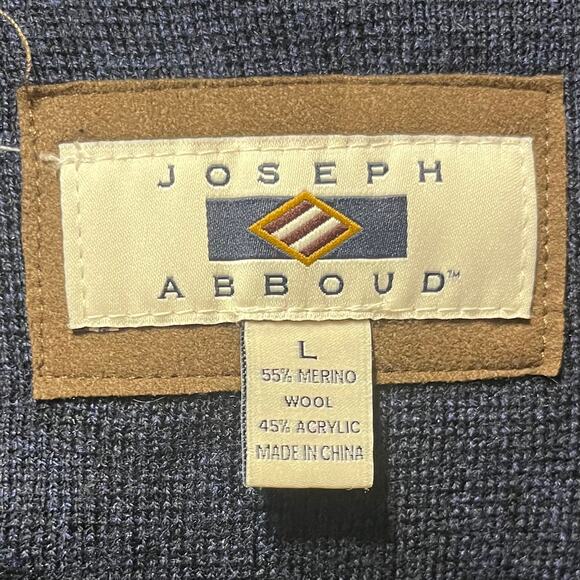 JOSEPH
ABBOUD™
L
55% MERINO
WOOL
45% ACRYLIC
MADE IN CHINA